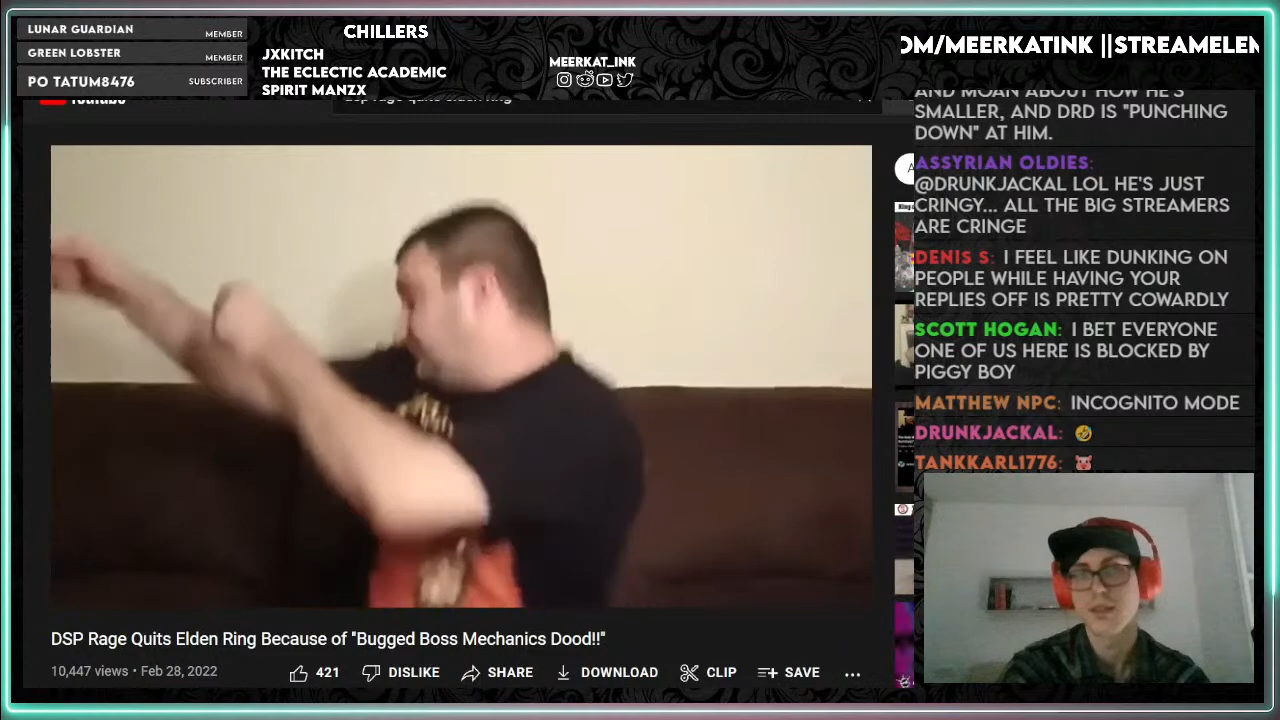 LUNAR GUARDIAN MEMBER
GREEN LOBSTER MEMBER
PO TATUM8476 SUBSCRIBER
CHILLERS
JXKITCH
THE ECLECTIC ACADEMIC
SPIRIT MANZX
MEERKAT_INK
OM/MEERKATINK ||STREAMELEN
AND MOAN ABOUT HOW HE'S
SMALLER, AND DRD IS "PUNCHING
DOWN" AT HIM.
ASSYRIAN OLDIES:
@DRUNKJACKAL LOL HE'S JUST
CRINGY... ALL THE BIG STREAMERS
ARE CRINGE
DENIS S: I FEEL LIKE DUNKING ON
PEOPLE WHILE HAVING YOUR
REPLIES OFF IS PRETTY COWARDLY
SCOTT HOGAN: I BET EVERYONE
ONE OF US HERE IS BLOCKED BY
PIGGY BOY
MATTHEW NPC: INCOGNITO MODE
DRUNKJACKAL: 🤣
TANKKARL1776: 🐷
DSP Rage Quits Elden Ring Because of "Bugged Boss Mechanics Dood!!"
10,447 views • Feb 28, 2022
421 DISLIKE SHARE DOWNLOAD CLIP SAVE ...